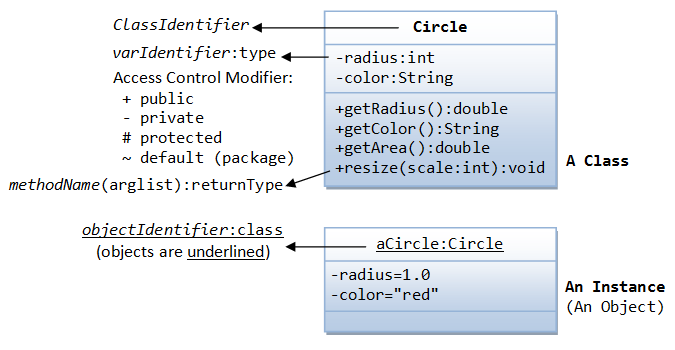 ClassIdentifier
Circle
varIdentifier:type
-radius:int
-color:String
Access Control Modifier:
+ public
- private
# protected
~ default (package)
+getRadius():double
+getColor():String
+getArea():double
+resize(scale:int):void
A Class
methodName(arglist):returnType
objectIdentifier:class
(objects are underlined)
aCircle:Circle
-radius=1.0
-color="red"
An Instance
(An Object)